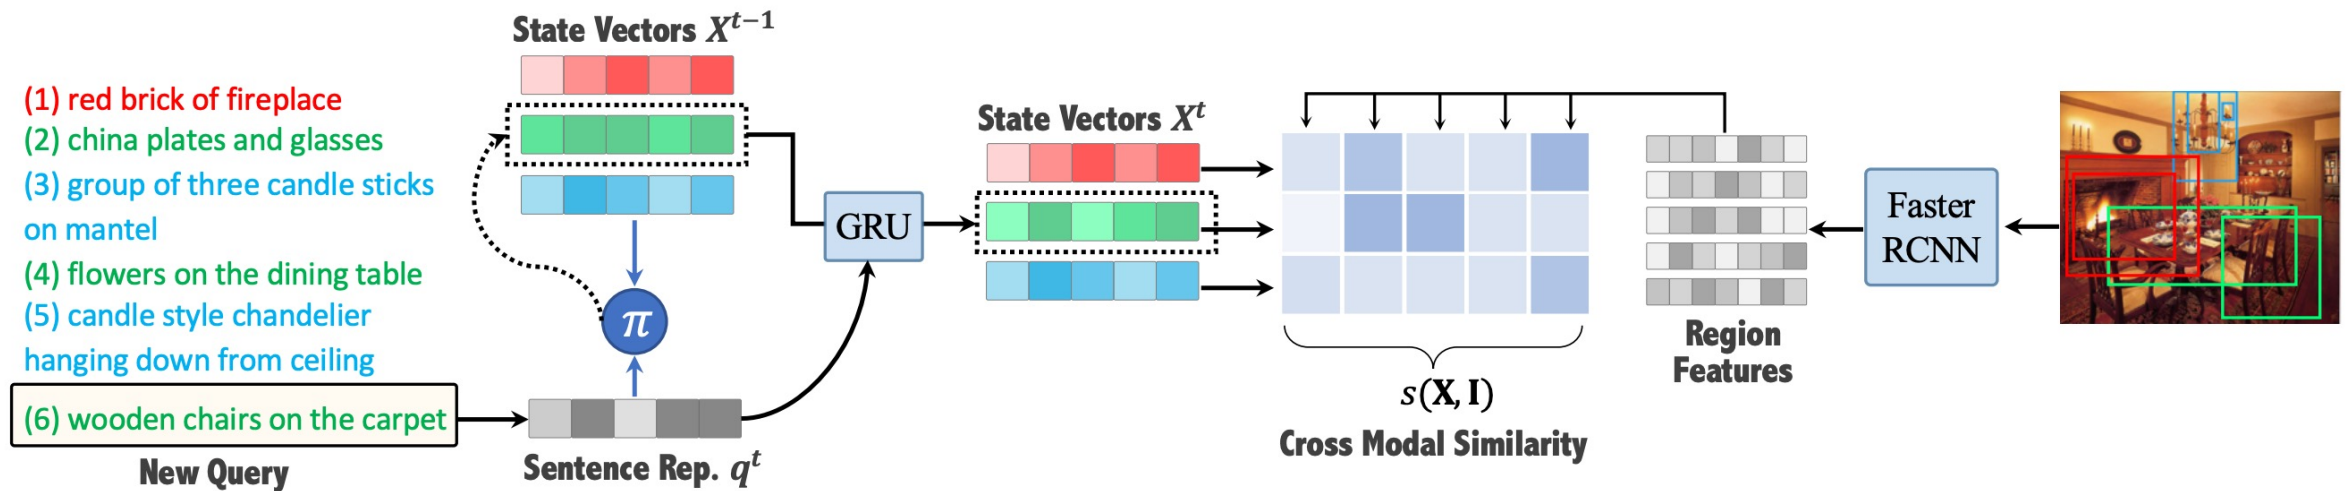 State Vectors X^{t-1}
(1) red brick of fireplace
(2) china plates and glasses
(3) group of three candle sticks
on mantel
(4) flowers on the dining table
(5) candle style chandelier
hanging down from ceiling
(6) wooden chairs on the carpet
New Query
π
Sentence Rep. q^t
GRU
State Vectors X^t
s(X, I)
Cross Modal Similarity
Region
Features
Faster
RCNN